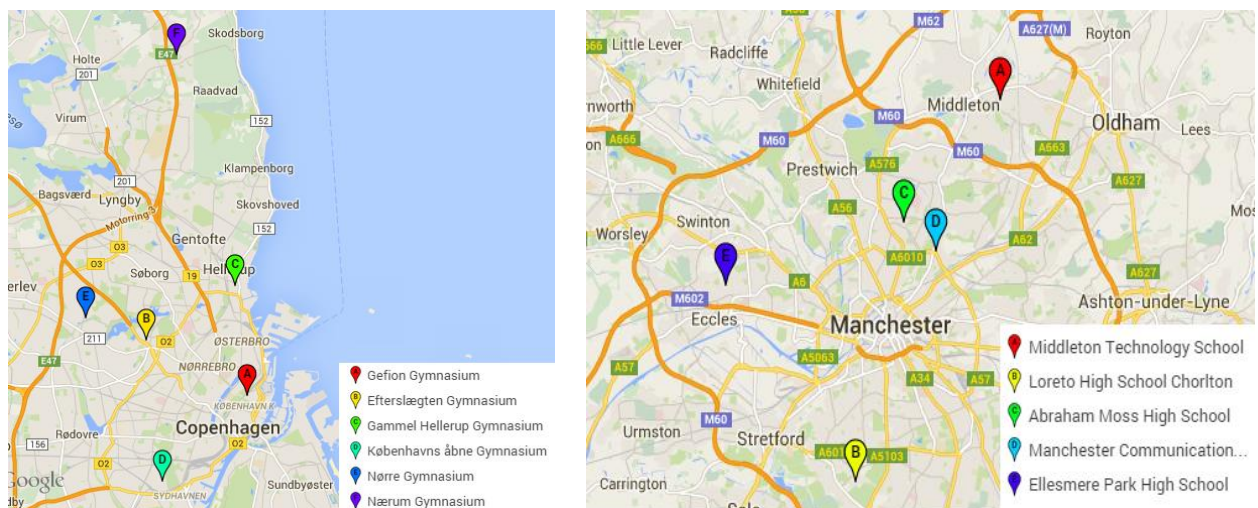 Skodsborg
F
E47
Holte
201
Raadvad
Virum
152
Klampenborg
201
Bagsværd
Lyngby
Skovshoved
Motorring 3
152
O3
Gentofte
O3
Søborg
Hellerup
C
19
E
B
211
O2
ØSTERBRO
NØRREBRO
A
E47
KØBENHAVN K
Copenhagen
156
Rødovre
D
O2
O2
Google
SYDHAVNEN
Sundbyøster
A Gefion Gymnasium
B Efterslægten Gymnasium
C Gammel Hellerup Gymnasium
D Københavns åbne Gymnasium
E Nørre Gymnasium
F Nærum Gymnasium
M62
A627(M)
Royton
Little Lever
Radcliffe
Whitefield
A
Middleton
M60
Oldham
Lees
A666
M60
A576
M60
A663
Prestwich
A627
C
Swinton
A56
D
Worsley
A62
E
A6010
A6
A627
M602
Ashton-under-Lyne
Eccles
Manchester
A57
A5063
A34
A57
M60
Urmston
Stretford
B
A5103
Carrington
A Middleton Technology School
B Loreto High School Chorlton
C Abraham Moss High School
D Manchester Communication...
E Ellesmere Park High School